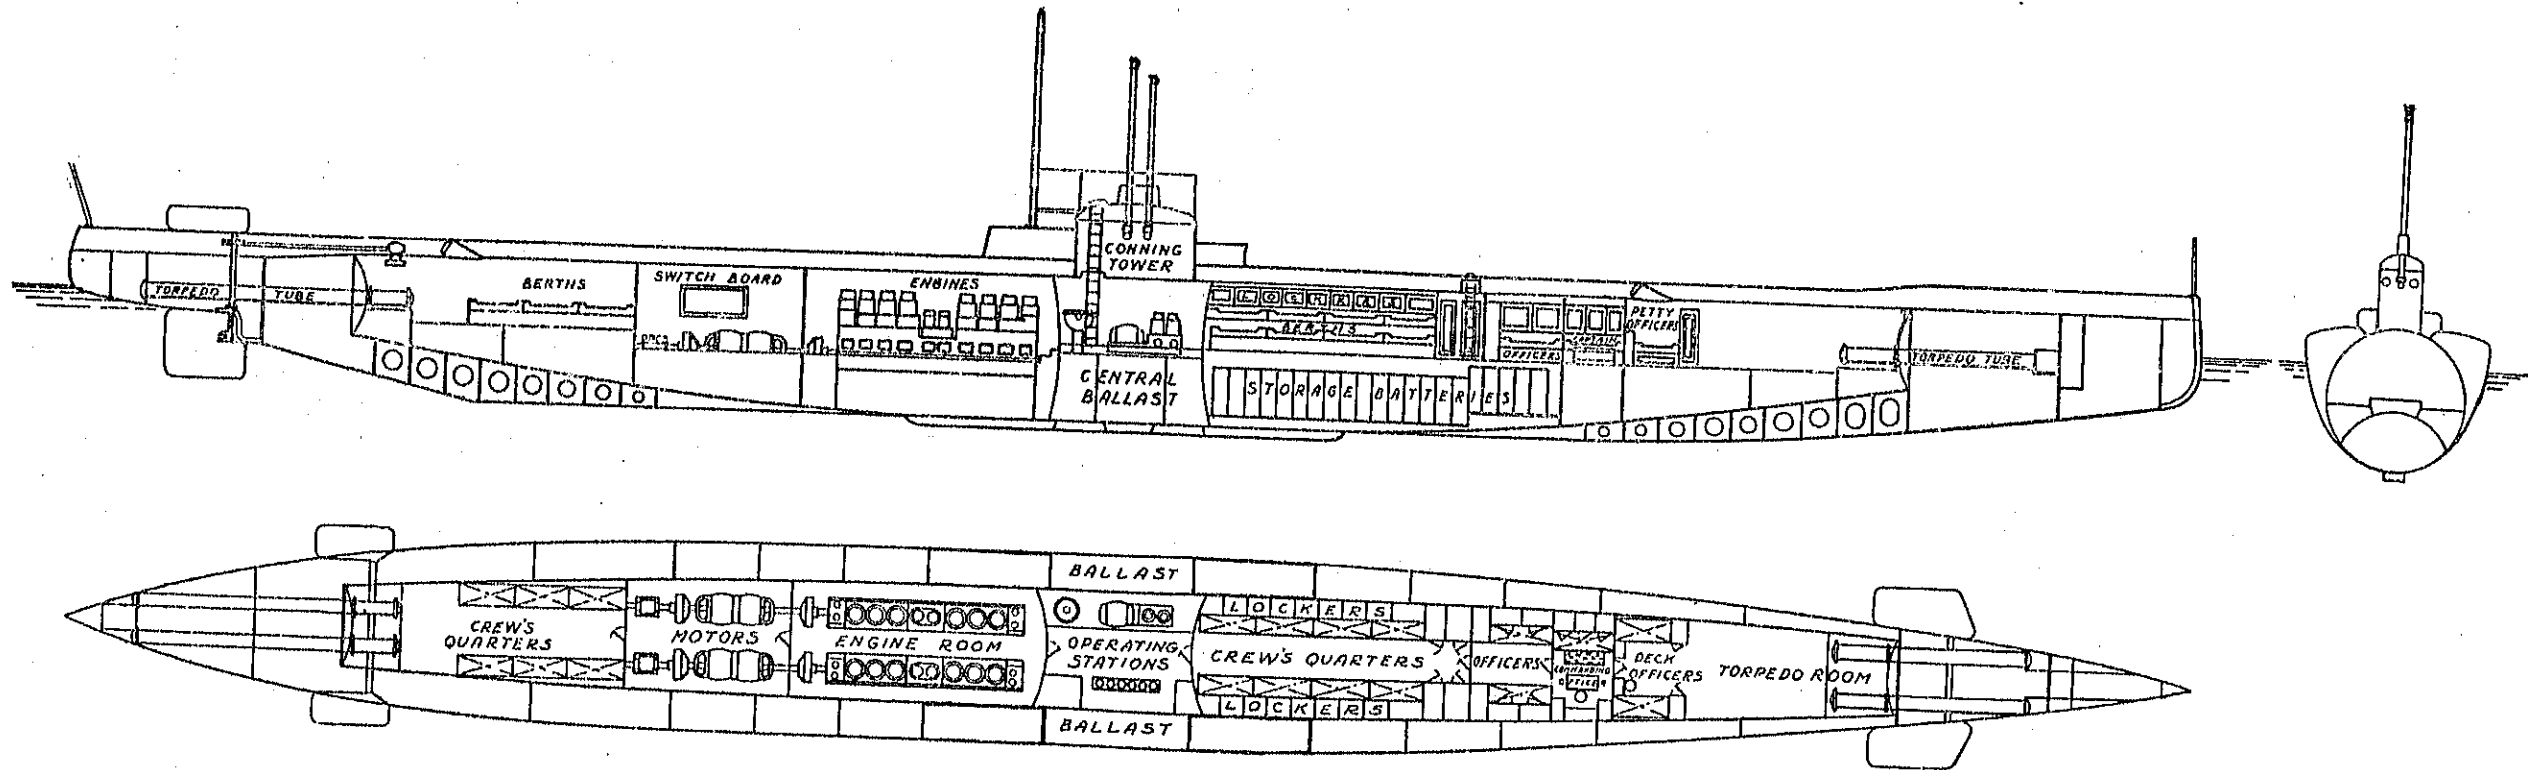 CONNING
TOWER
TORPEDO TUBE
BERTHS
SWITCH BOARD
ENGINES
LOCKERS
BERTHS
CENTRAL
BALLAST
STORAGE BATTERIES
OFFICERS
CAPTAIN
PETTY
OFFICERS
TORPEDO TUBE
BALLAST
CREW'S
QUARTERS
MOTORS
ENGINE ROOM
OPERATING
STATIONS
LOCKERS
CREW'S QUARTERS
LOCKERS
OFFICERS
COMMANDING
OFFICER
DECK
OFFICERS
TORPEDO ROOM
BALLAST